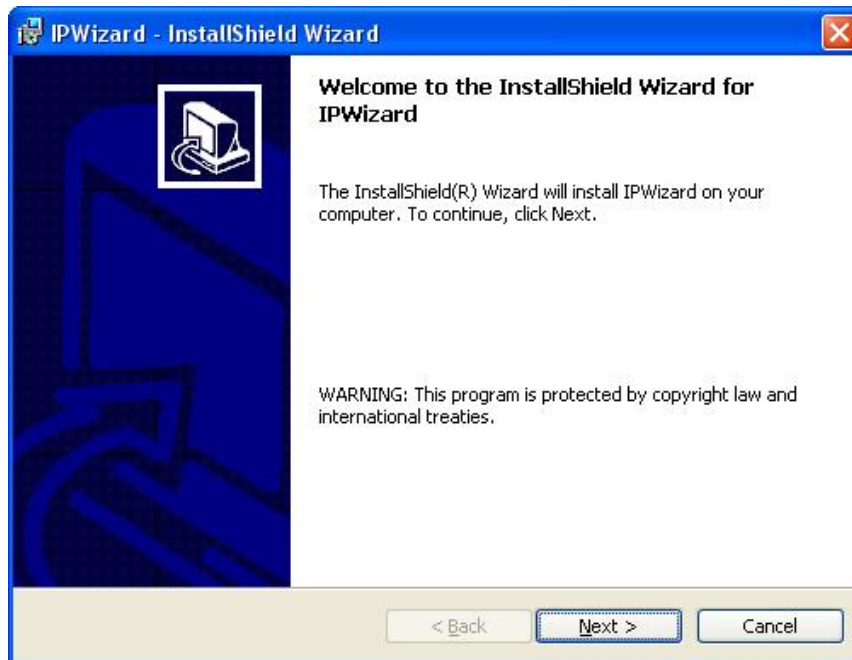 IPWizard - InstallShield Wizard
Welcome to the InstallShield Wizard for
IPWizard
The InstallShield(R) Wizard will install IPWizard on your
computer. To continue, click Next.
WARNING: This program is protected by copyright law and
international treaties.
< Back
Next >
Cancel